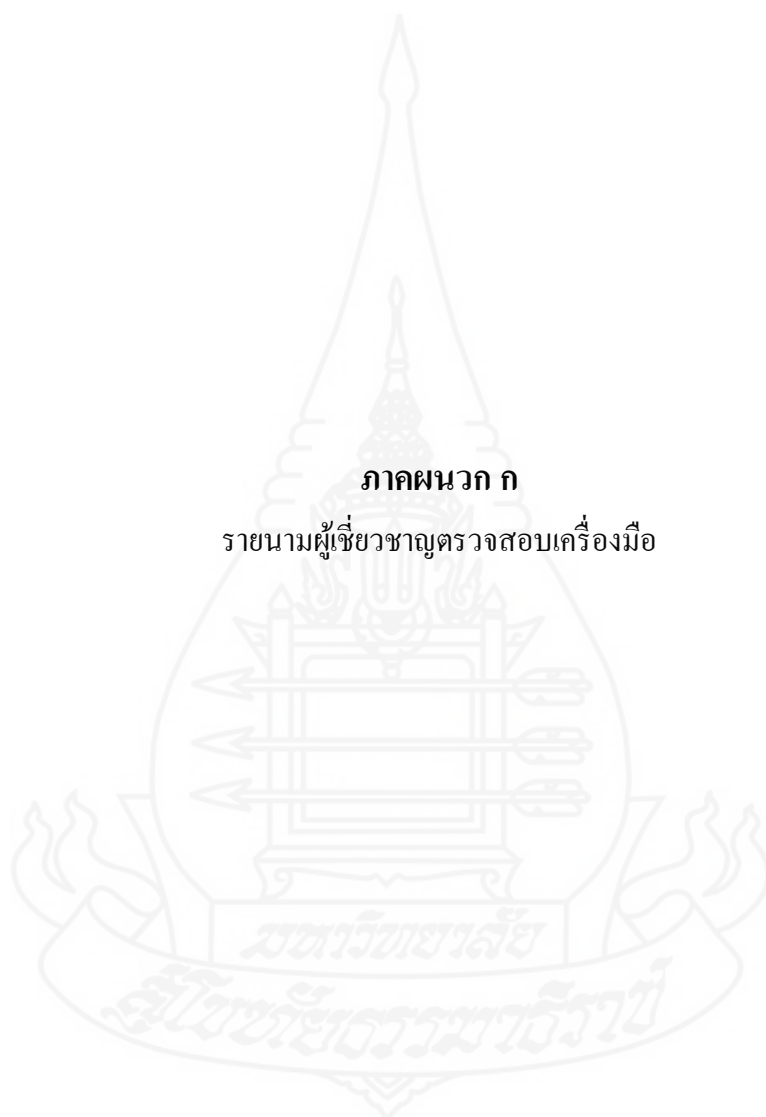 ภาคผนวก ก
รายนามผู้เชี่ยวชาญตรวจสอบเครื่องมือ
มหาวิทยาลัย
สุโขทัยธรรมาธิราช